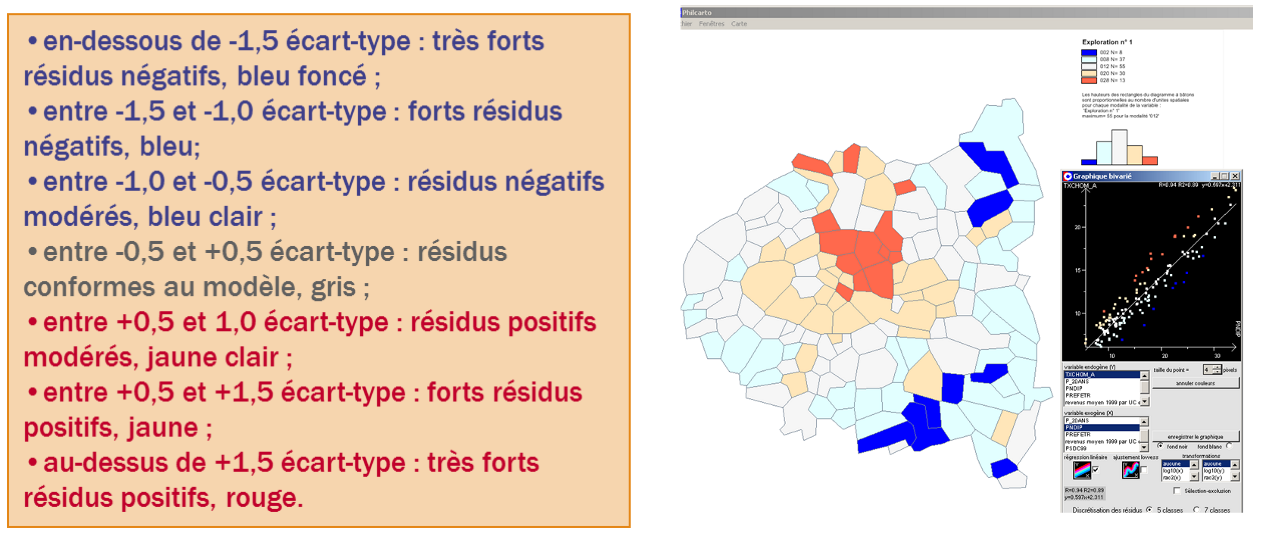 •en-dessous de -1,5 écart-type : très forts
résidus négatifs, bleu foncé ;
•entre -1,5 et -1,0 écart-type : forts résidus
négatifs, bleu;
•entre -1,0 et -0,5 écart-type : résidus négatifs
modérés, bleu clair ;
•entre -0,5 et +0,5 écart-type : résidus
conformes au modèle, gris ;
•entre +0,5 et 1,0 écart-type : résidus positifs
modérés, jaune clair ;
•entre +0,5 et +1,5 écart-type : forts résidus
positifs, jaune ;
•au-dessus de +1,5 écart-type : très forts
résidus positifs, rouge.
Philcarto
Fenêtres Carte
Exploration n° 1
002 N= 8
008 N= 37
012 N= 55
020 N= 30
028 N= 13
Les hauteurs des rectangles du diagramme à bâtons
sont proportionnelles au nombre d'unités spatiales
pour chaque modalité de la variable :
"Exploration n° 1"
maximum= 55 pour la modalité '012'
Graphique bivarié
TXCHOM_A R=0.94 R2=0.89 y=0.597x+2.311
20
15
10
10 20 30
PNDIP
variable endogène (Y)
TXCHOM_A
P_2DANS
PNDIP
PREFETR
revenus moyen 1999 par UC
taille du point = 4 pixels
annuler couleurs
variable exogène (X)
P_2DANS
PNDIP
PREFETR
revenus moyen 1999 par UC
PSDC99
enregistrer le graphique
fond noir fond blanc
régression linéaire ajustement lowess
transformations
aucune aucune
log10(x) log10(x)
rac2(x) rac2(x)
R=0.94 R2=0.89
y=0.597x+2.311
Sélection-exclusion
Discrétisation des résidus 5 classes 7 classes